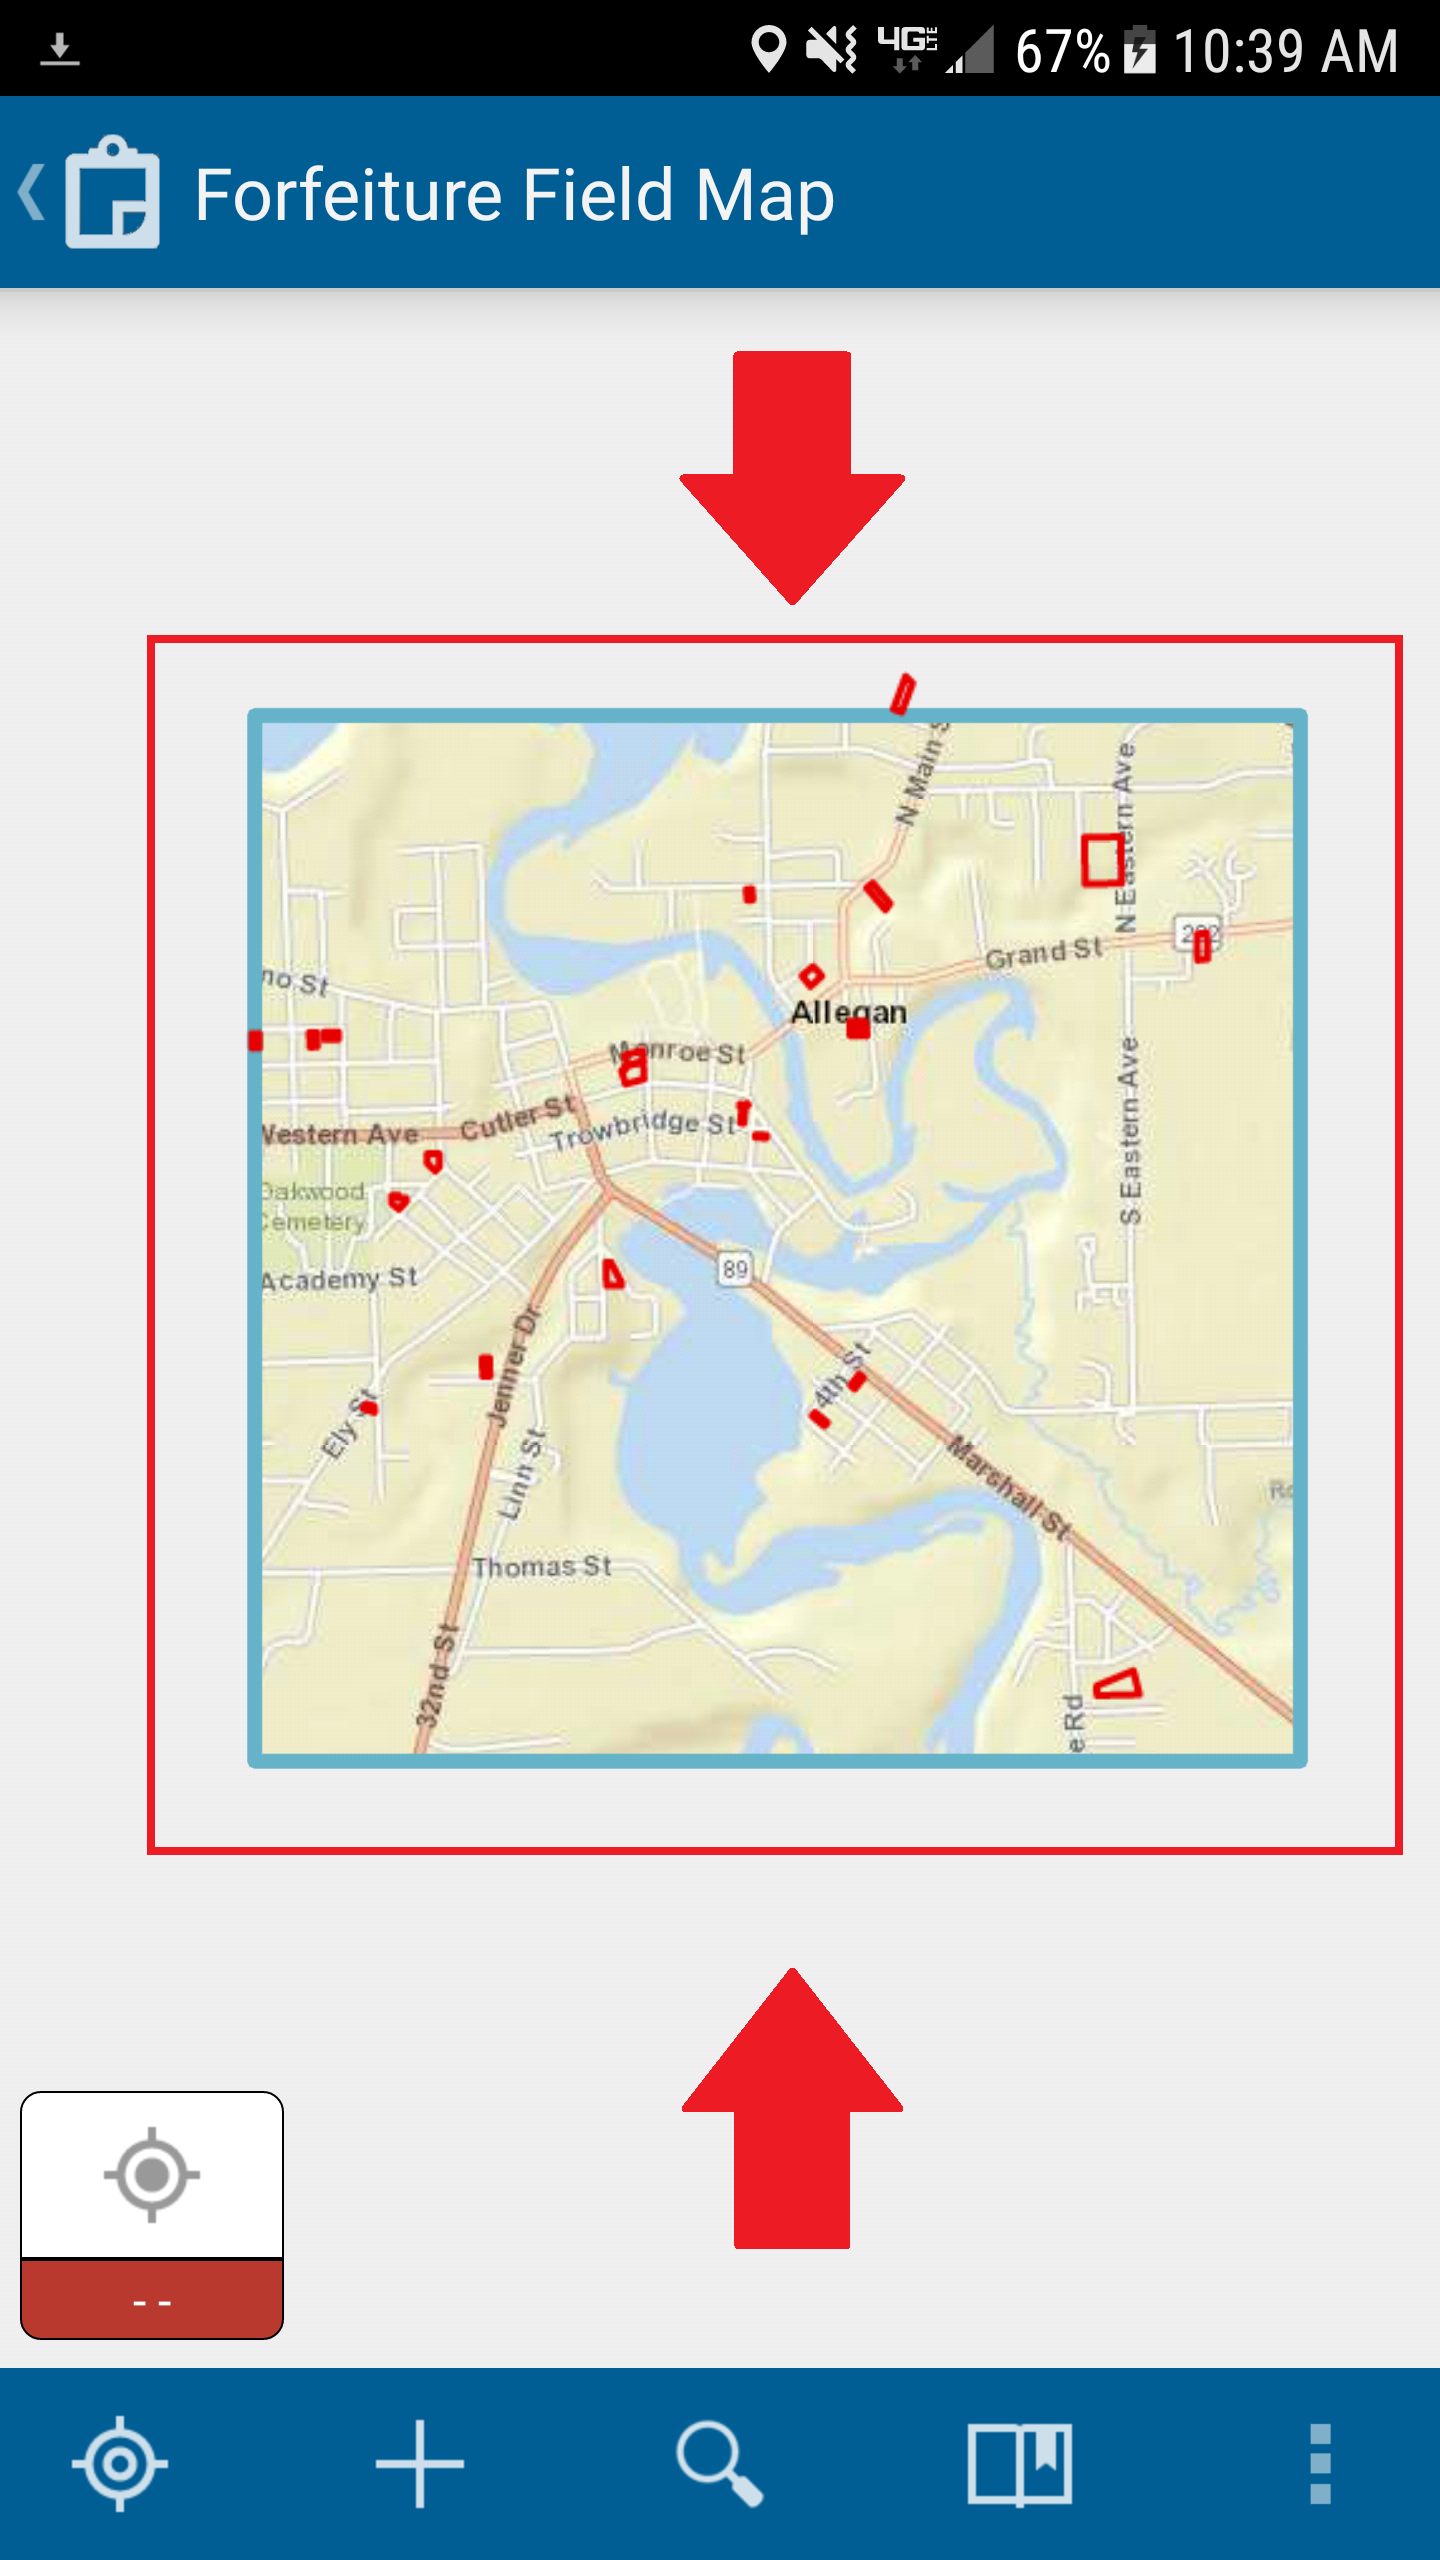 4G LTE 67% 10:39 AM
Forfeiture Field Map
N Main S
N Eastern Ave
Grand St
no St
Allegan
Monroe St
Cutler St
Western Ave
Trowbridge St
S Eastern Ave
Oakwood
Cemetery
Academy St
89
Jenner Dr
4th St
Ely St
Linn St
Marshall St
Thomas St
32nd St
e Rd
--